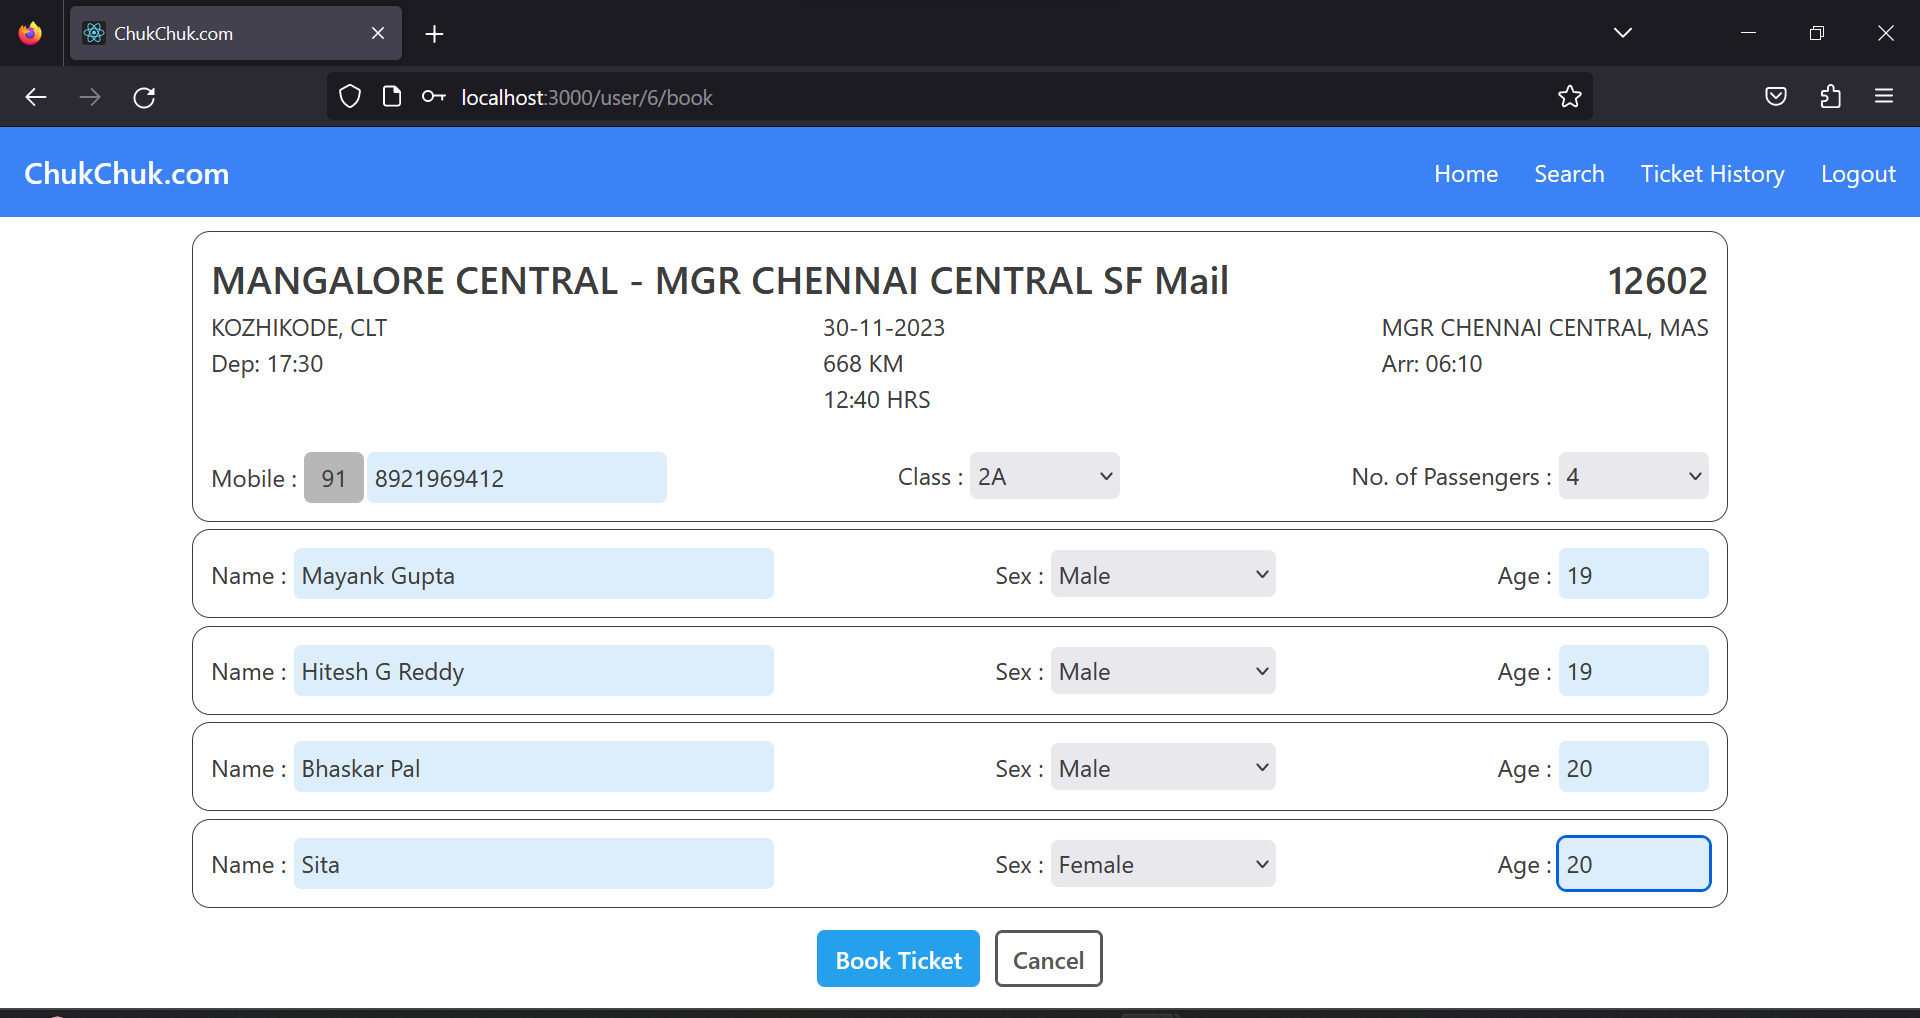 ChukChuk.com
localhost:3000/user/6/book
ChukChuk.com Home Search Ticket History Logout
MANGALORE CENTRAL - MGR CHENNAI CENTRAL SF Mail 12602
KOZHIKODE, CLT 30-11-2023 MGR CHENNAI CENTRAL, MAS
Dep: 17:30 668 KM Arr: 06:10
12:40 HRS
Mobile : 91 8921969412 Class : 2A No. of Passengers : 4
Name : Mayank Gupta Sex : Male Age : 19
Name : Hitesh G Reddy Sex : Male Age : 19
Name : Bhaskar Pal Sex : Male Age : 20
Name : Sita Sex : Female Age : 20
Book Ticket Cancel